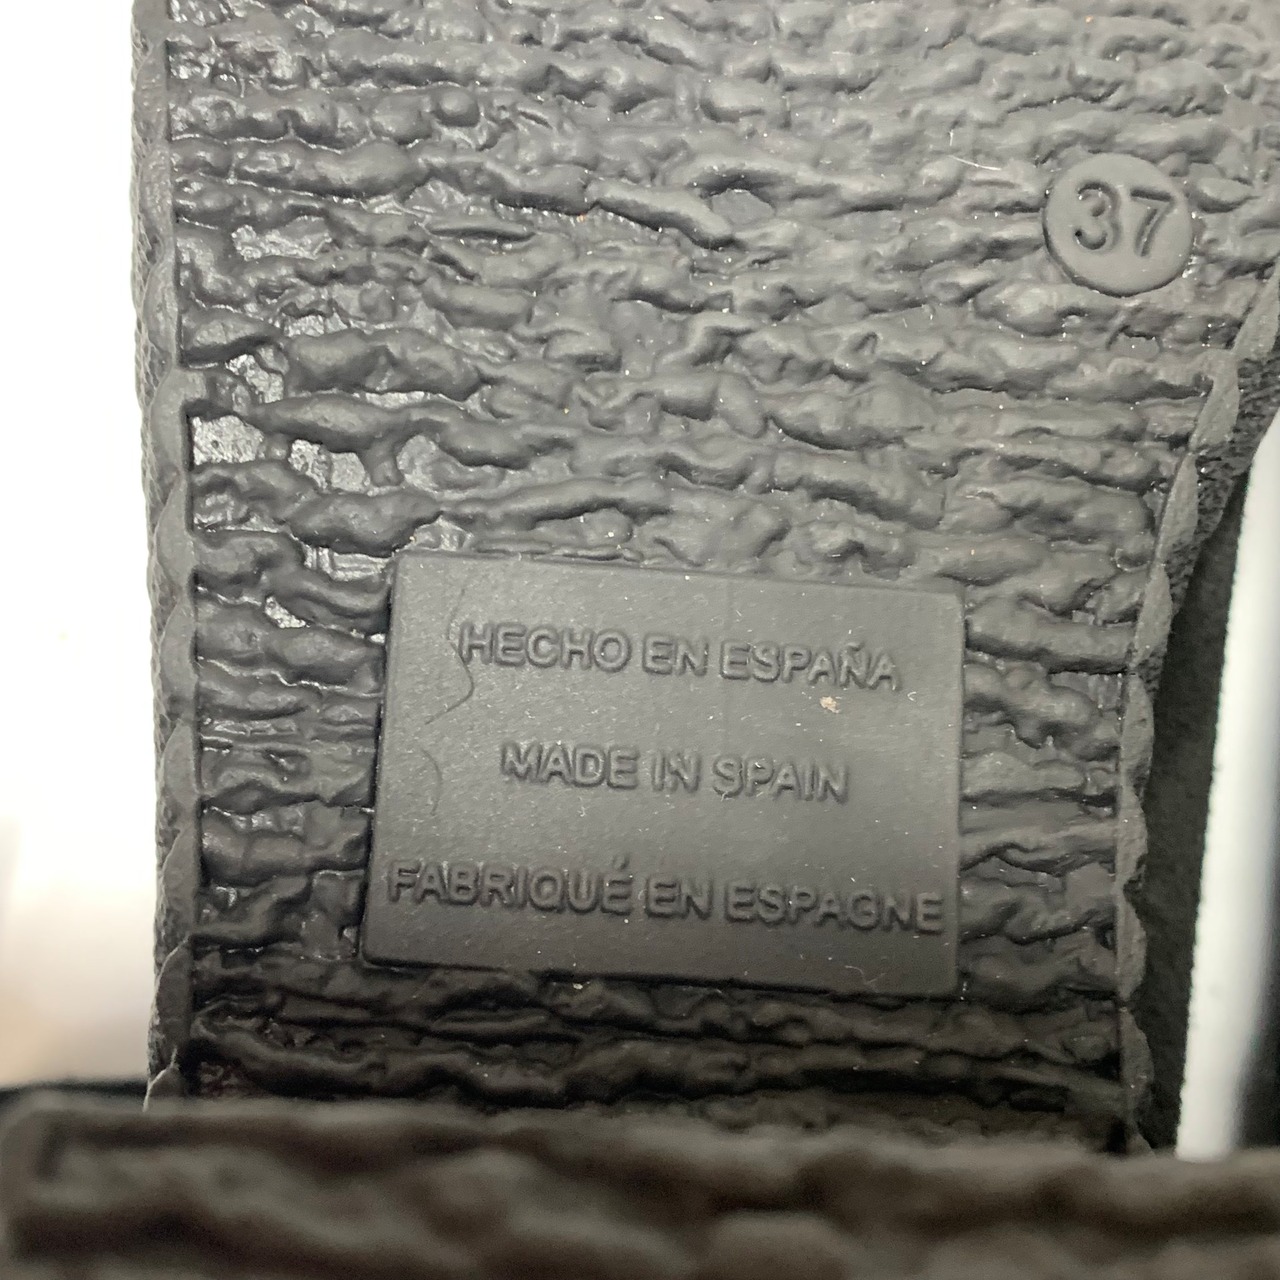 37
HECHO EN ESPAÑA
MADE IN SPAIN
FABRIQUÉ EN ESPAGNE